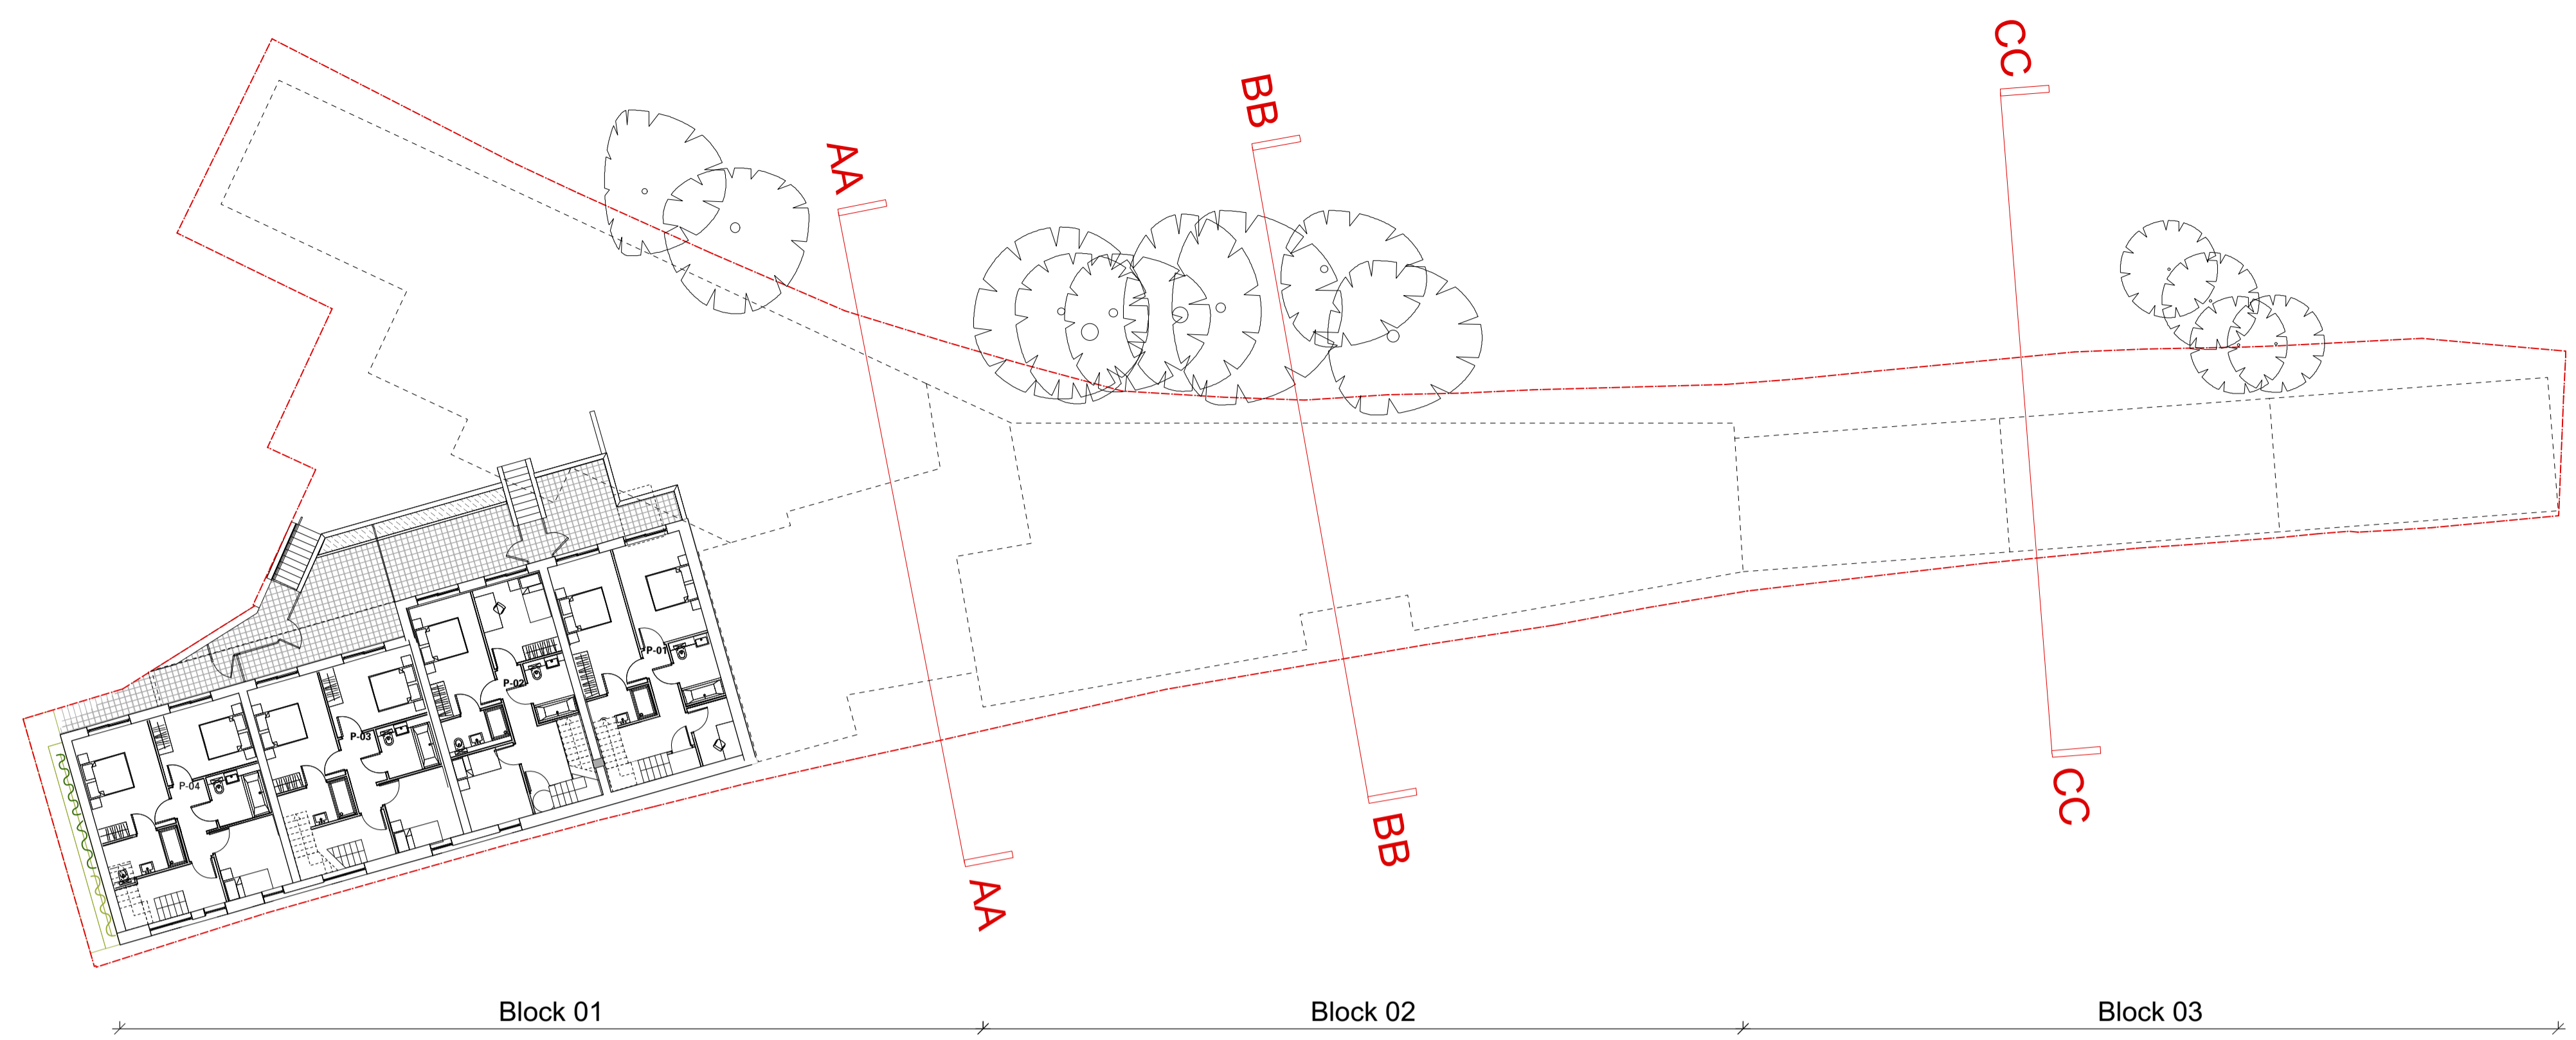 CC
BB
AA
P-01
P-02
P-03
P-04
CC
BB
AA
Block 01
Block 02
Block 03